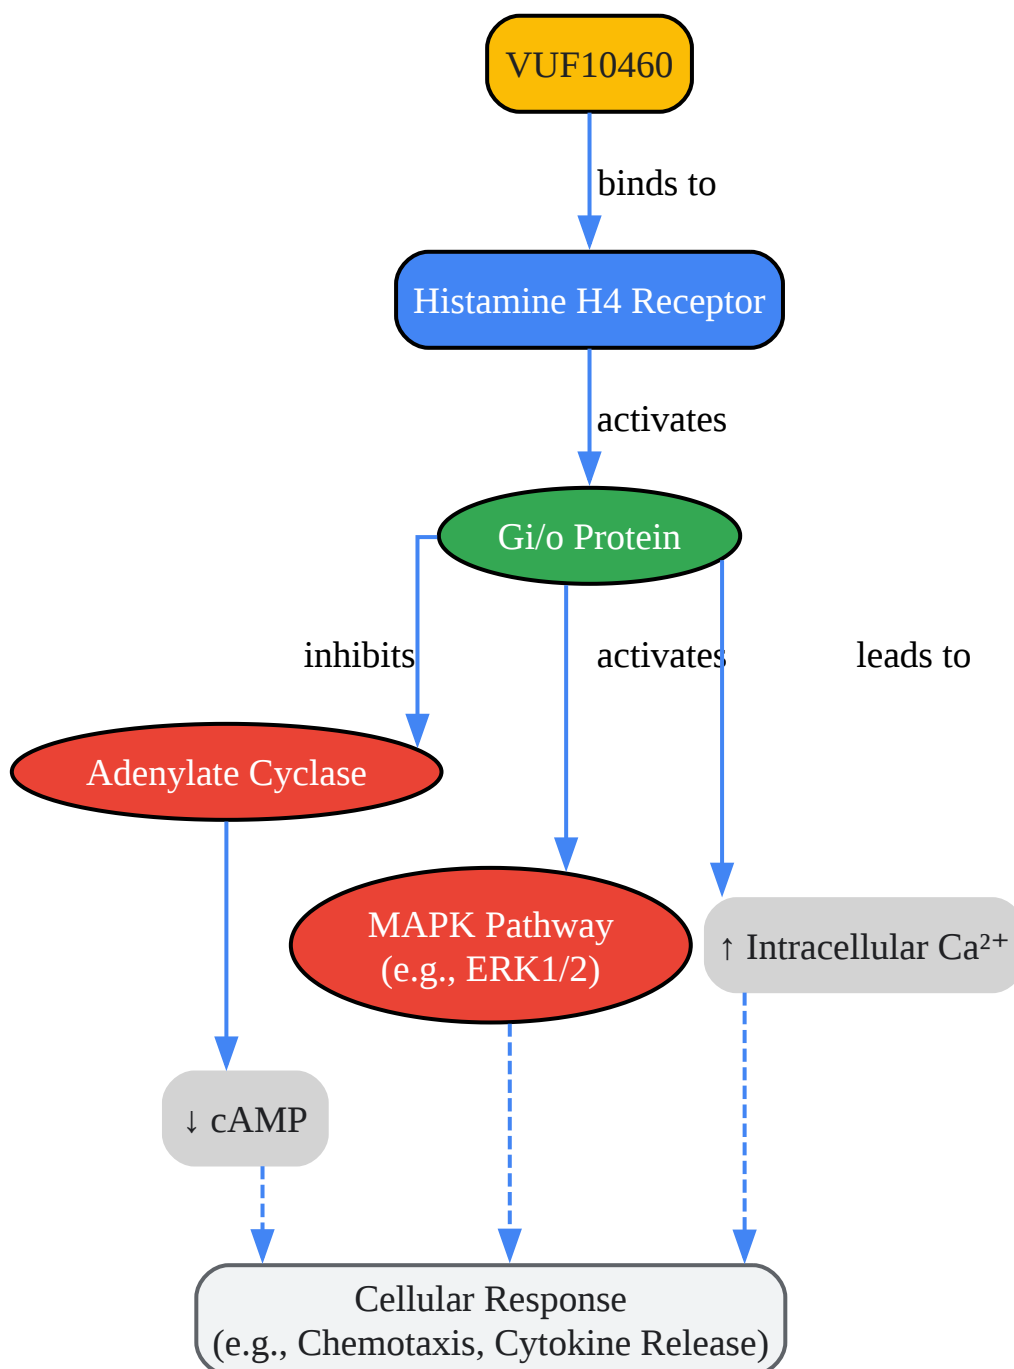 VUF10460
binds to
Histamine H4 Receptor
activates
Gi/o Protein
inhibits
activates
leads to
Adenylate Cyclase
MAPK Pathway
(e.g., ERK1/2)
↑ Intracellular Ca²⁺
↓ cAMP
Cellular Response
(e.g., Chemotaxis, Cytokine Release)